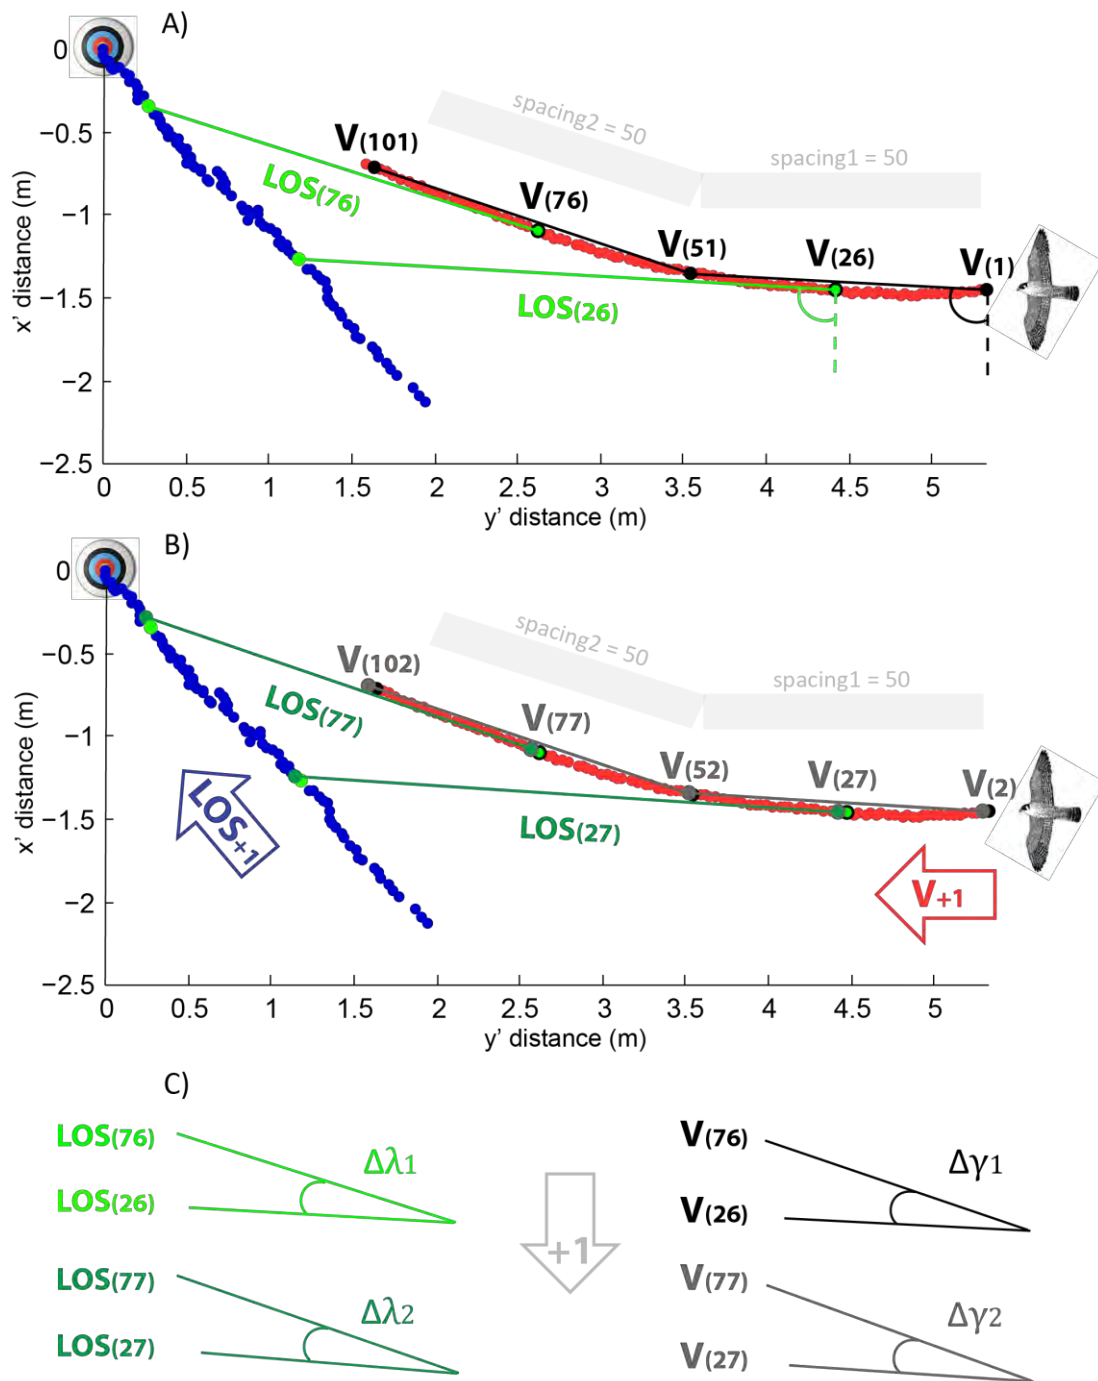 A)
0
−0.5
−1
−1.5
−2
−2.5
x’ distance (m)
spacing2 = 50
spacing1 = 50
V(101)
V(76)
V(51)
V(26)
V(1)
LOS(76)
LOS(26)
0 0.5 1 1.5 2 2.5 3 3.5 4 4.5 5
y’ distance (m)
B)
0
−0.5
−1
−1.5
−2
−2.5
x’ distance (m)
spacing2 = 50
spacing1 = 50
V(102)
V(77)
V(52)
V(27)
V(2)
LOS(77)
LOS(27)
LOS+1
V+1
0 0.5 1 1.5 2 2.5 3 3.5 4 4.5 5
y’ distance (m)
C)
LOS(76)
Δλ1
LOS(26)
V(76)
Δγ1
V(26)
+1
LOS(77)
Δλ2
LOS(27)
V(77)
Δγ2
V(27)